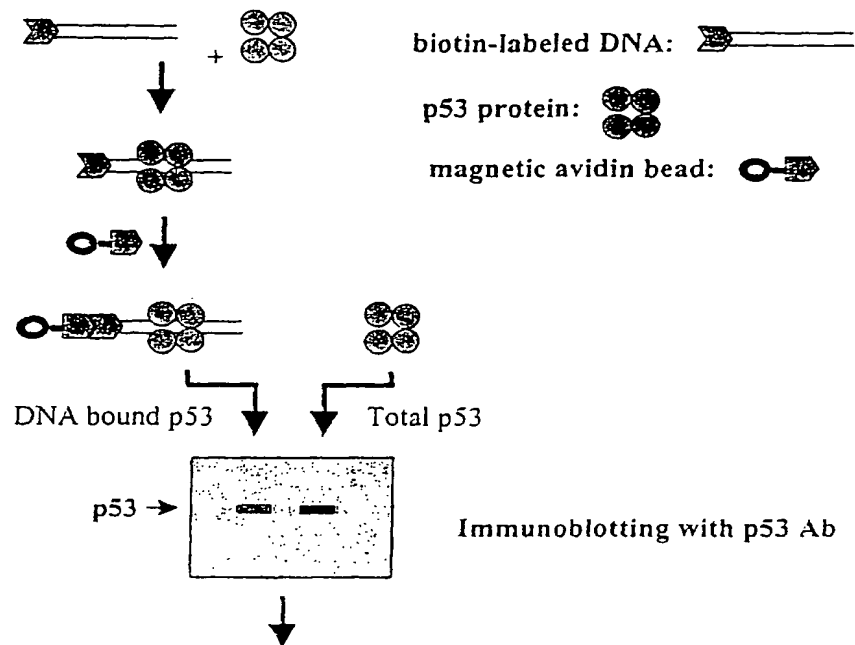 +
biotin-labeled DNA:
p53 protein:
magnetic avidin bead:
DNA bound p53
Total p53
p53
Immunoblotting with p53 Ab